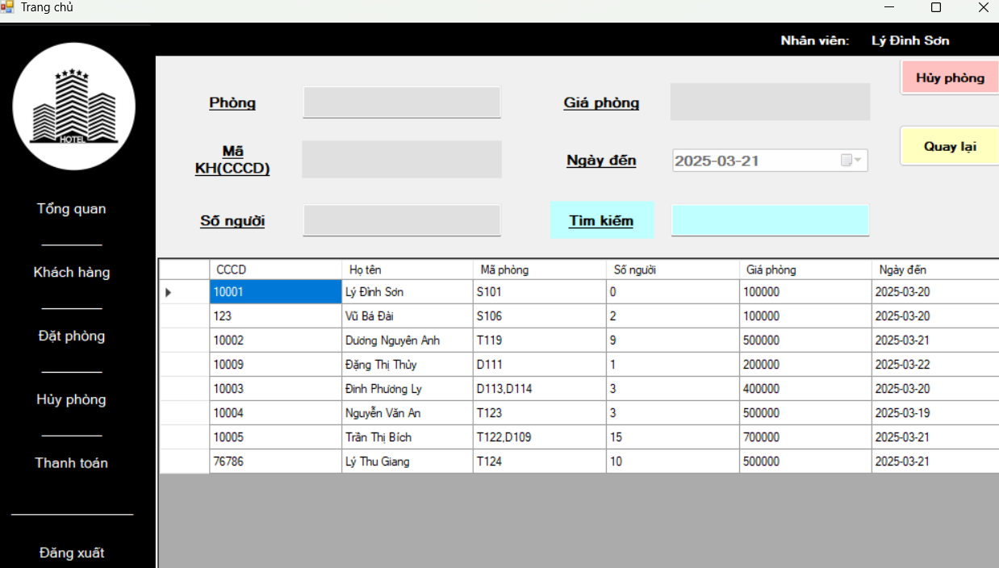 Trang chủ
Nhân viên: Lý Đình Sơn
HOTEL
Tổng quan
Khách hàng
Đặt phòng
Hủy phòng
Thanh toán
Đăng xuất
Phòng
Giá phòng
Hủy phòng
Mã
KH(CCCD)
Ngày đến
2025-03-21
Quay lại
Số người
Tìm kiếm
CCCD Họ tên Mã phòng Số người Giá phòng Ngày đến
10001 Lý Đình Sơn S101 0 100000 2025-03-20
123 Vũ Bá Đài S106 2 100000 2025-03-20
10002 Dương Nguyên Anh T119 9 500000 2025-03-21
10009 Đặng Thị Thủy D111 1 200000 2025-03-22
10003 Đinh Phương Ly D113,D114 3 400000 2025-03-20
10004 Nguyễn Văn An T123 3 500000 2025-03-19
10005 Trần Thị Bích T122,D109 15 700000 2025-03-21
76786 Lý Thu Giang T124 10 500000 2025-03-21